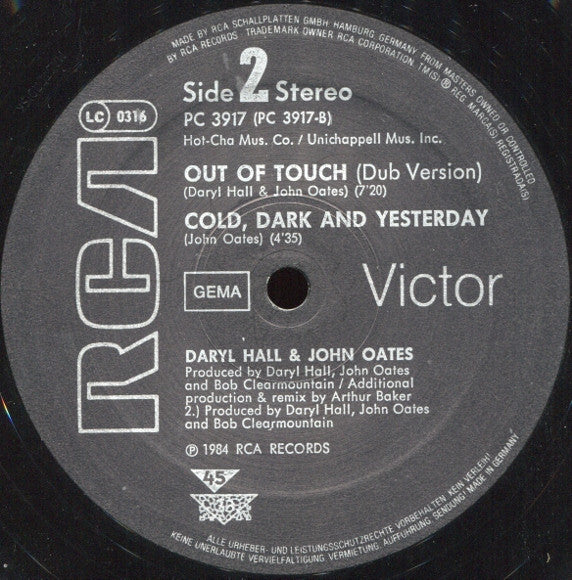 MADE BY RCA SCHALLPLATTEN GMBH. HAMBURG, GERMANY, FROM MASTERS OWNED OR CONTROLLED
BY RCA RECORDS. TRADEMARK OWNER RCA CORPORATION. TM(S) ® REG. MARCA(S) REGISTRADA(S)
Side 2 Stereo
LC 0316
PC 3917 (PC 3917-B)
Hot-Cha Mus. Co. / Unichappell Mus. Inc.
OUT OF TOUCH (Dub Version)
(Daryl Hall & John Oates) (7'20)
COLD, DARK AND YESTERDAY
(John Oates) (4'35)
RCA
GEMA
Victor
DARYL HALL & JOHN OATES
Produced by Daryl Hall, John Oates
and Bob Clearmountain / Additional
production & remix by Arthur Baker
2.) Produced by Daryl Hall, John Oates
and Bob Clearmountain
℗ 1984 RCA RECORDS
45
ALLE URHEBER- UND LEISTUNGSSCHUTZRECHTE VORBEHALTEN. KEIN VERLEIH!
KEINE UNERLAUBTE VERVIELFÄLTIGUNG, VERMIETUNG, AUFFÜHRUNG, SENDUNG! MADE IN GERMANY